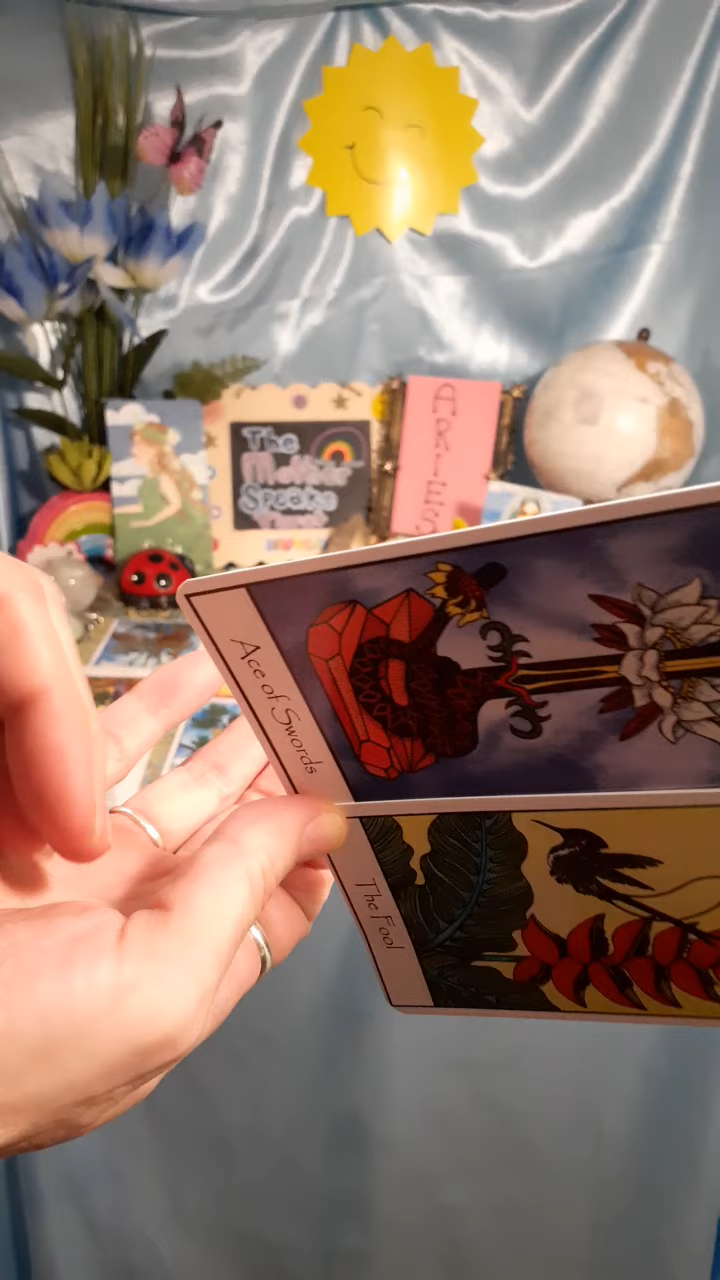 The
Mother
Speaks
ARIES
Ace of Swords
The Fool